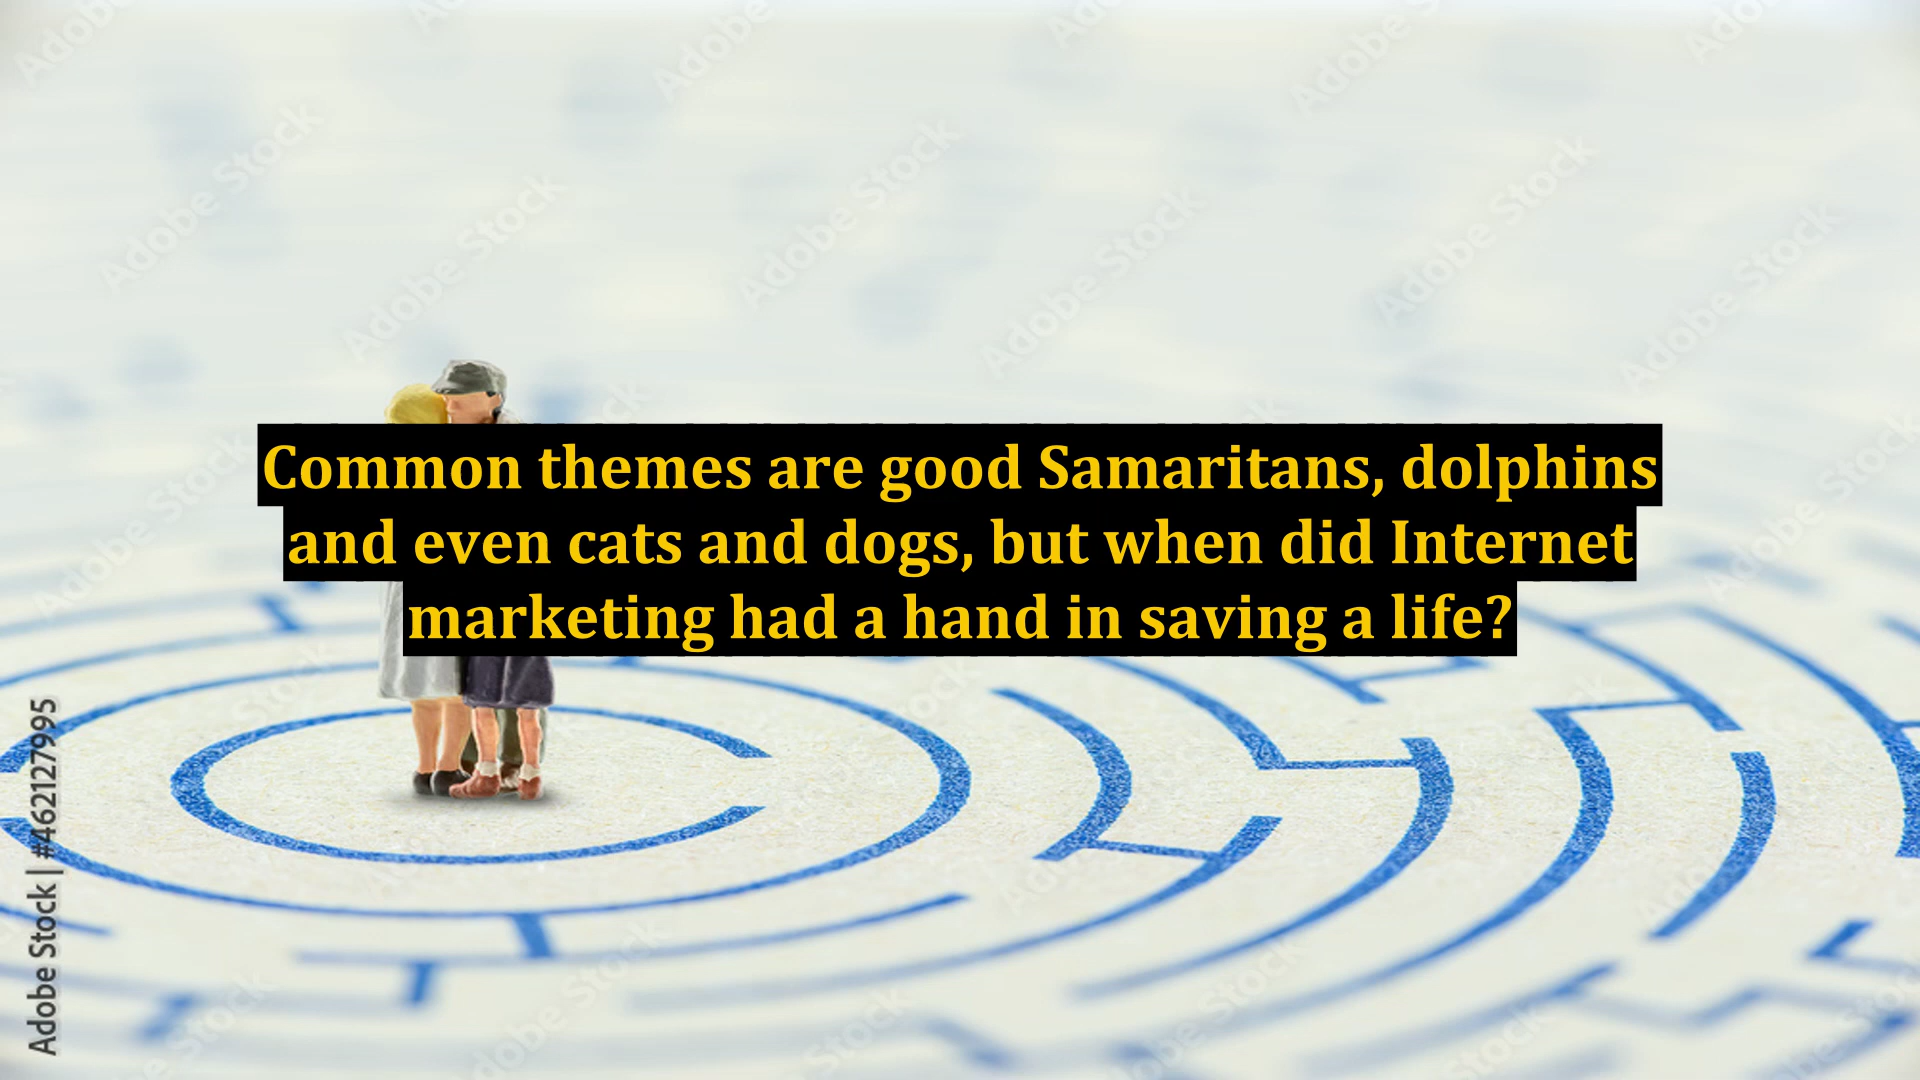 Common themes are good Samaritans, dolphins
and even cats and dogs, but when did Internet
marketing had a hand in saving a life?
Adobe Stock | #462127995